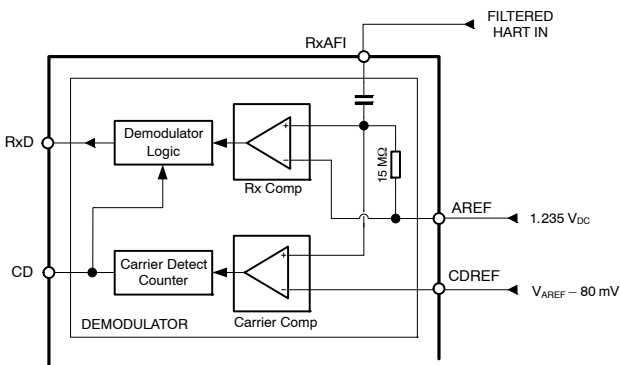 FILTERED
HART IN
RxAFI
RxD
Demodulator
Logic
Rx Comp
15 MΩ
AREF
1.235 VDC
CD
Carrier Detect
Counter
Carrier Comp
CDREF
VAREF – 80 mV
DEMODULATOR